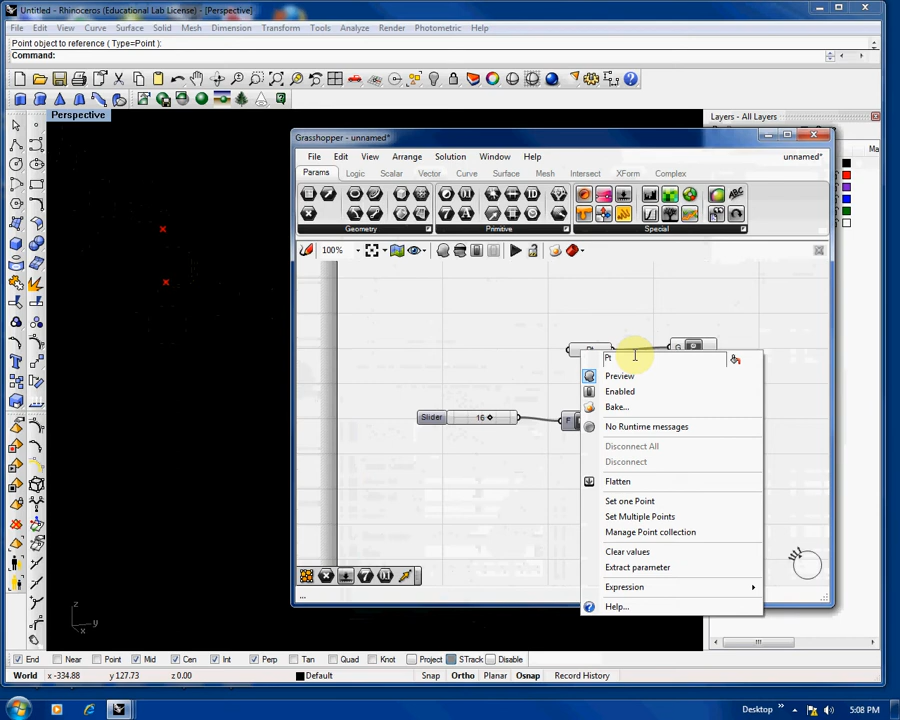 Untitled - Rhinoceros (Educational Lab License) - [Perspective]
File Edit View Curve Surface Solid Mesh Dimension Transform Tools Analyze Render Photometric Help
Point object to reference ( Type=Point ):
Command:
Perspective
Layers - All Layers
Ma
Grasshopper - unnamed*
File Edit View Arrange Solution Window Help
unnamed*
Params Logic Scalar Vector Curve Surface Mesh Intersect XForm Complex
Geometry Primitive Special
100%
G
Pt
Preview
Enabled
Bake...
Slider 16 F
No Runtime messages
Disconnect All
Disconnect
Flatten
Set one Point
Set Multiple Points
Manage Point collection
Clear values
Extract parameter
Expression
Help...
...
z
y
x
End Near Point Mid Cen Int Perp Tan Quad Knot Project STrack Disable
World x -334.88 y 127.73 z 0.00 Default Snap Ortho Planar Osnap Record History
Desktop » 5:08 PM